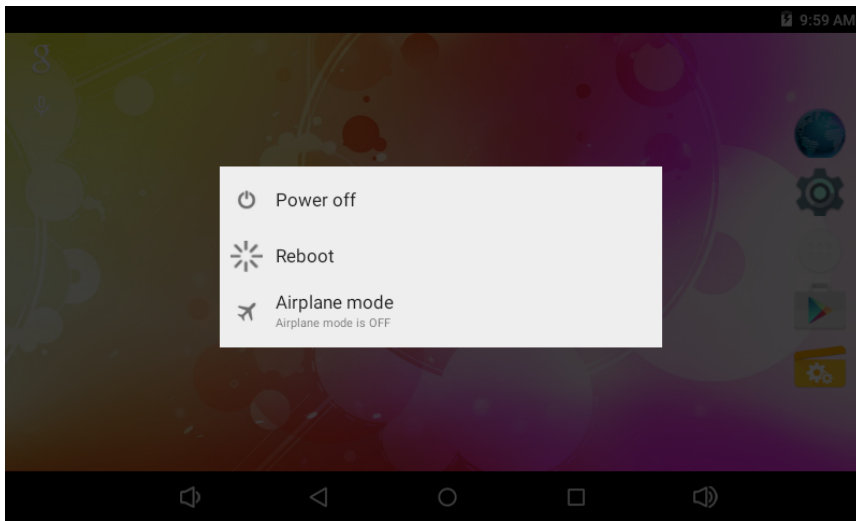 9:59 AM
g
Power off
Reboot
Airplane mode
Airplane mode is OFF